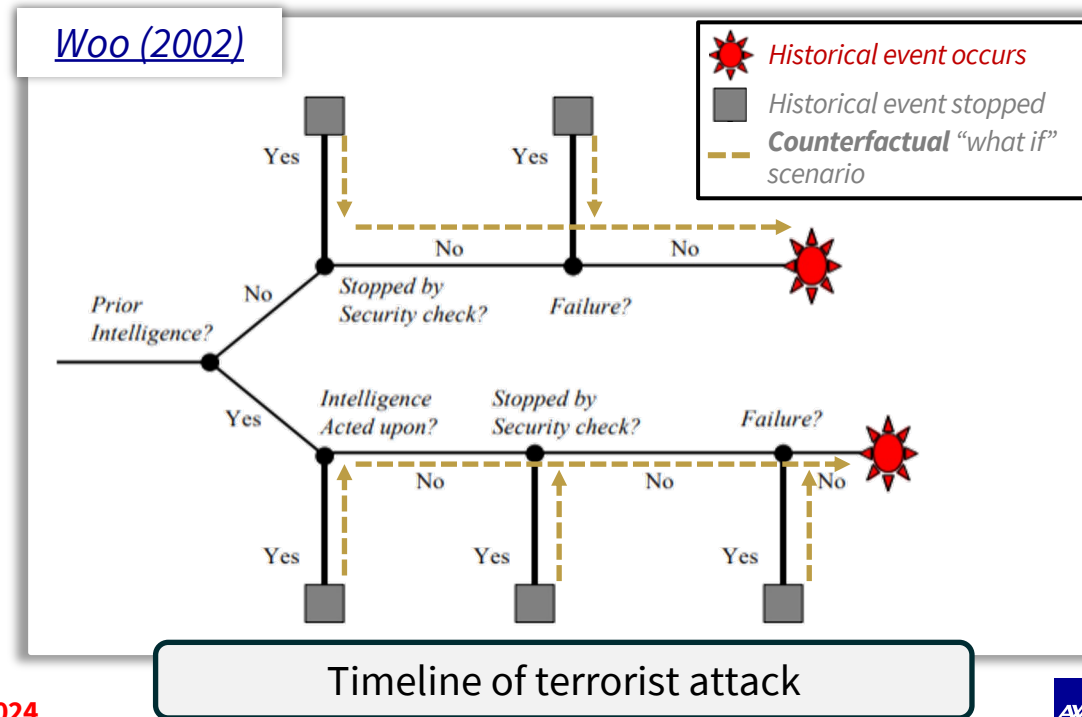 Woo (2002)
Historical event occurs
Historical event stopped
Counterfactual “what if”
scenario
Yes
Yes
No
No
Stopped by
Security check?
Failure?
No
Prior
Intelligence?
Yes
Intelligence
Acted upon?
Stopped by
Security check?
Failure?
No
No
No
Yes
Yes
Yes
Timeline of terrorist attack